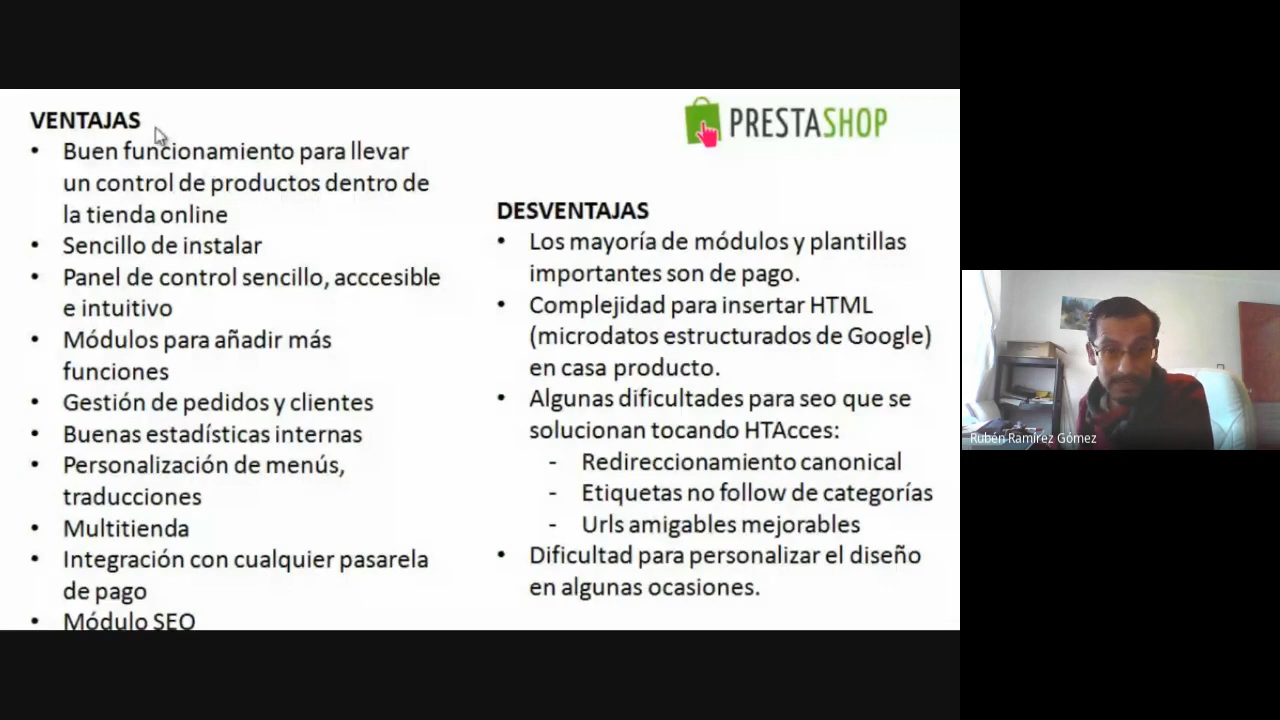 VENTAJAS
• Buen funcionamiento para llevar
un control de productos dentro de
la tienda online
• Sencillo de instalar
• Panel de control sencillo, acccesible
e intuitivo
• Módulos para añadir más
funciones
• Gestión de pedidos y clientes
• Buenas estadísticas internas
• Personalización de menús,
traducciones
• Multitienda
• Integración con cualquier pasarela
de pago
• Módulo SEO
PRESTASHOP
DESVENTAJAS
• Los mayoría de módulos y plantillas
importantes son de pago.
• Complejidad para insertar HTML
(microdatos estructurados de Google)
en casa producto.
• Algunas dificultades para seo que se
solucionan tocando HTAcces:
- Redireccionamiento canonical
- Etiquetas no follow de categorías
- Urls amigables mejorables
• Dificultad para personalizar el diseño
en algunas ocasiones.
Rubén Ramírez Gómez